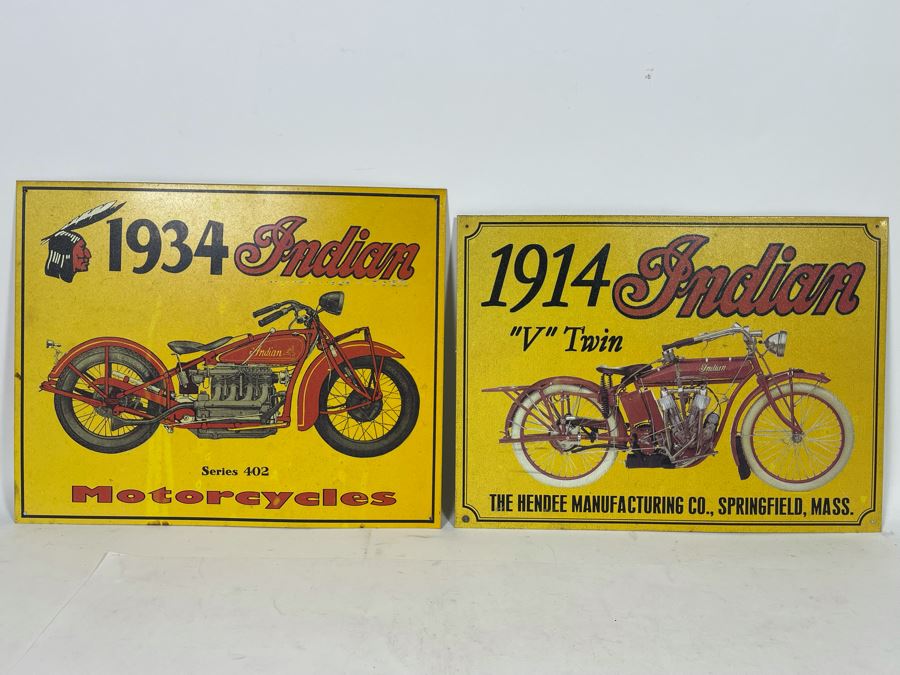 1934 Indian
Indian
Series 402
Motorcycles
1914 Indian
"V" Twin
Indian
THE HENDEE MANUFACTURING CO., SPRINGFIELD, MASS.